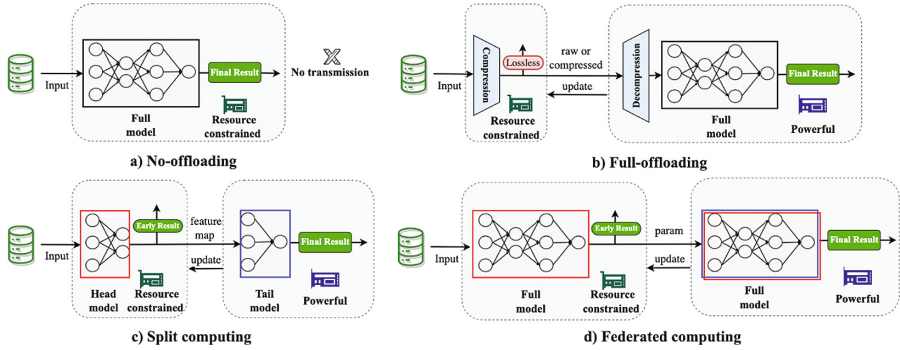 Input
Full
model
Final Result
Resource
constrained
No transmission
a) No-offloading
Input
Compression
Lossless
Resource
constrained
raw or
compressed
update
Decompression
Full
model
Final Result
Powerful
b) Full-offloading
Input
Head
model
Early Result
Resource
constrained
feature
map
update
Tail
model
Final Result
Powerful
c) Split computing
Input
Full
model
Early Result
Resource
constrained
param
update
Full
model
Final Result
Powerful
d) Federated computing